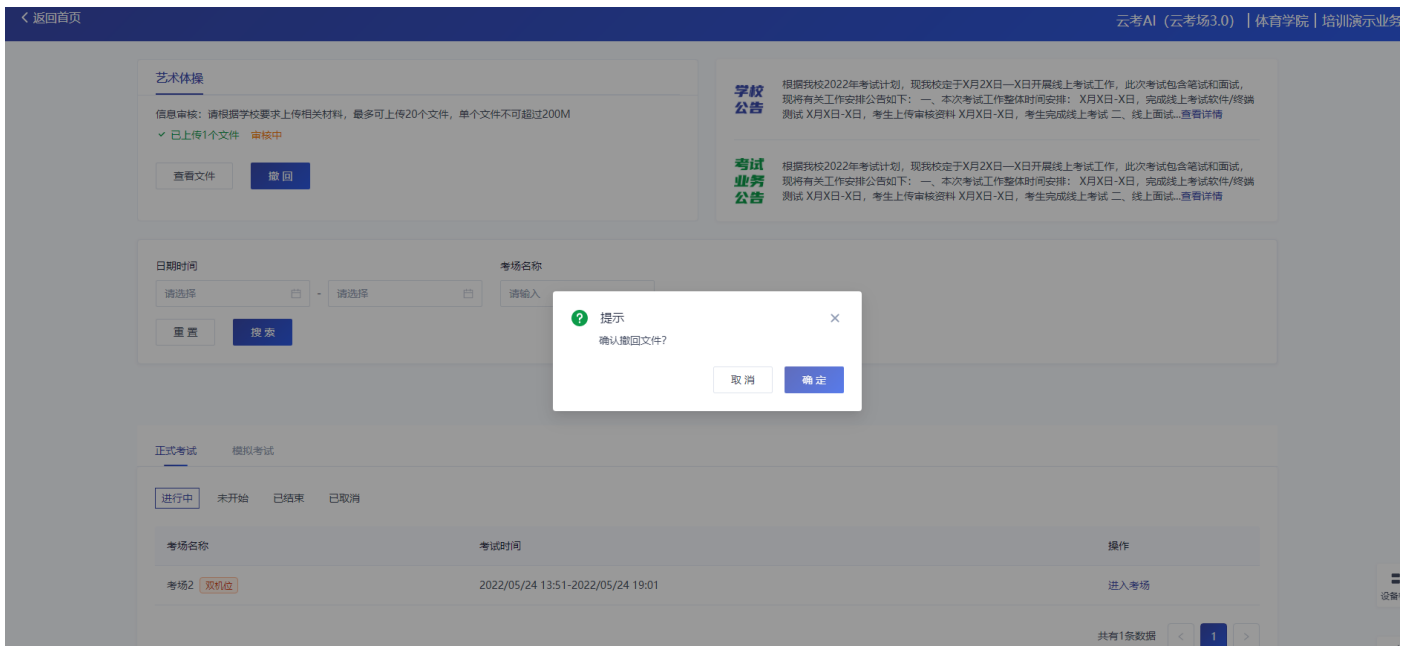 返回首页
云考AI（云考场3.0）| 体育学院 | 培训演示业务
艺术体操
信息审核：请根据学校要求上传相关材料，最多可上传20个文件，单个文件不可超过200M
已上传1个文件 审核中
查看文件 撤回
学校
公告
根据我校2022年考试计划，现我校定于X月2X日—X日开展线上考试工作，此次考试包含笔试和面试，
现将有关工作安排公告如下： 一、本次考试工作整体时间安排： X月X日-X日，完成线上考试软件/终端
测试 X月X日-X日，考生上传审核资料 X月X日-X日，考生完成线上考试 二、线上面试...查看详情
考试
业务
公告
根据我校2022年考试计划，现我校定于X月2X日—X日开展线上考试工作，此次考试包含笔试和面试，
现将有关工作安排公告如下： 一、本次考试工作整体时间安排： X月X日-X日，完成线上考试软件/终端
测试 X月X日-X日，考生上传审核资料 X月X日-X日，考生完成线上考试 二、线上面试...查看详情
日期时间 考场名称
请选择 - 请选择 请输入
重置 搜索
提示
确认撤回文件?
取消 确定
正式考试 模拟考试
进行中 未开始 已结束 已取消
考场名称 考试时间 操作
考场2 双机位 2022/05/24 13:51-2022/05/24 19:01 进入考场
设备
共有1条数据 < 1 >